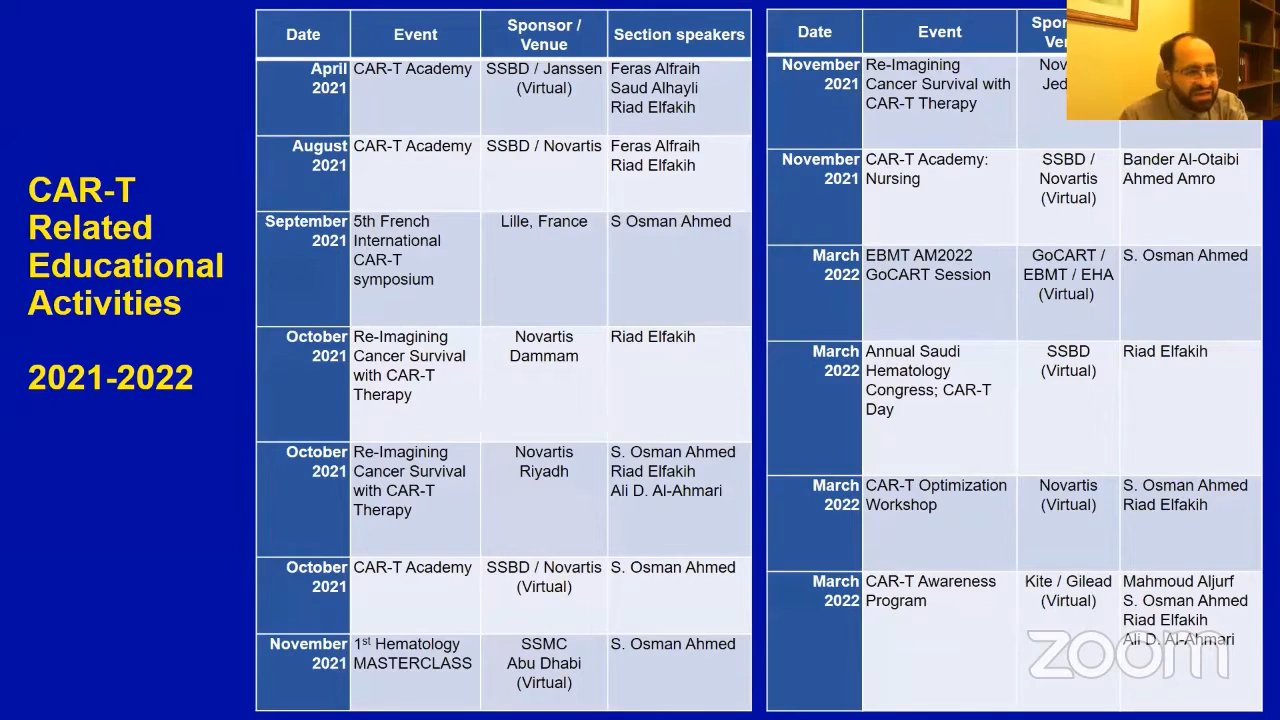 CAR-T
Related
Educational
Activities
2021-2022
Date Event Sponsor / Venue Section speakers
April 2021 CAR-T Academy SSBD / Janssen (Virtual) Feras Alfraih Saud Alhayli Riad Elfakih
August 2021 CAR-T Academy SSBD / Novartis Feras Alfraih Riad Elfakih
September 2021 5th French International CAR-T symposium Lille, France S Osman Ahmed
October 2021 Re-Imagining Cancer Survival with CAR-T Therapy Novartis Dammam Riad Elfakih
October 2021 Re-Imagining Cancer Survival with CAR-T Therapy Novartis Riyadh S. Osman Ahmed Riad Elfakih Ali D. Al-Ahmari
October 2021 CAR-T Academy SSBD / Novartis (Virtual) S. Osman Ahmed
November 2021 1st Hematology MASTERCLASS SSMC Abu Dhabi (Virtual) S. Osman Ahmed
Date Event
November 2021 Re-Imagining Cancer Survival with CAR-T Therapy
November 2021 CAR-T Academy: Nursing SSBD / Novartis (Virtual) Bander Al-Otaibi Ahmed Amro
March 2022 EBMT AM2022 GoCART Session GoCART / EBMT / EHA (Virtual) S. Osman Ahmed
March 2022 Annual Saudi Hematology Congress; CAR-T Day SSBD (Virtual) Riad Elfakih
March 2022 CAR-T Optimization Workshop Novartis (Virtual) S. Osman Ahmed Riad Elfakih
March 2022 CAR-T Awareness Program Kite / Gilead (Virtual) Mahmoud Aljurf S. Osman Ahmed Riad Elfakih Ali D. Al-Ahmari
zoom